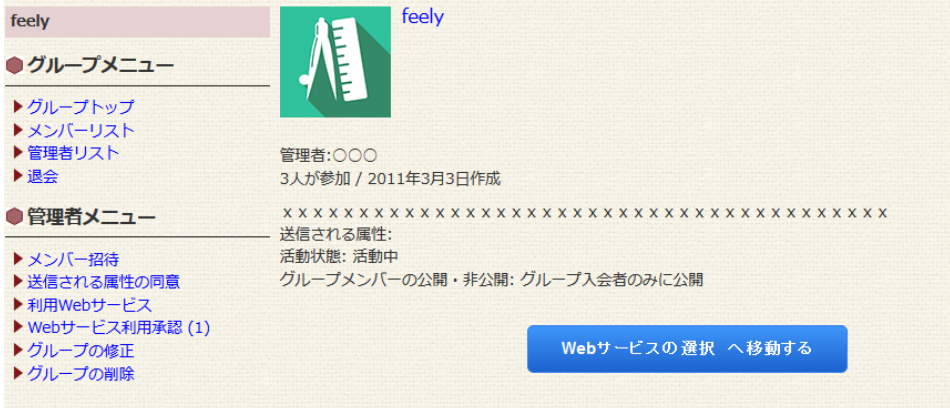 feely
グループメニュー
グループトップ
メンバーリスト
管理者リスト
退会
管理者メニュー
メンバー招待
送信される属性の同意
利用Webサービス
Webサービス利用承認 (1)
グループの修正
グループの削除
feely
管理者:○○○
3人が参加 / 2011年3月3日作成
ｘｘｘｘｘｘｘｘｘｘｘｘｘｘｘｘｘｘｘｘｘｘｘｘｘｘｘｘｘｘｘｘｘｘｘｘｘｘｘｘ
送信される属性:
活動状態: 活動中
グループメンバーの公開・非公開: グループ入会者のみに公開
Webサービスの選択 へ移動する